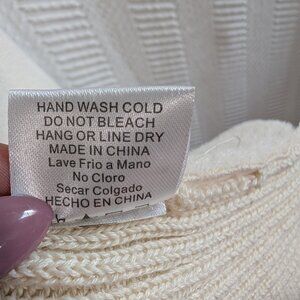 HAND WASH COLD
DO NOT BLEACH
HANG OR LINE DRY
MADE IN CHINA
Lave Frio a Mano
No Cloro
Secar Colgado
HECHO EN CHINA